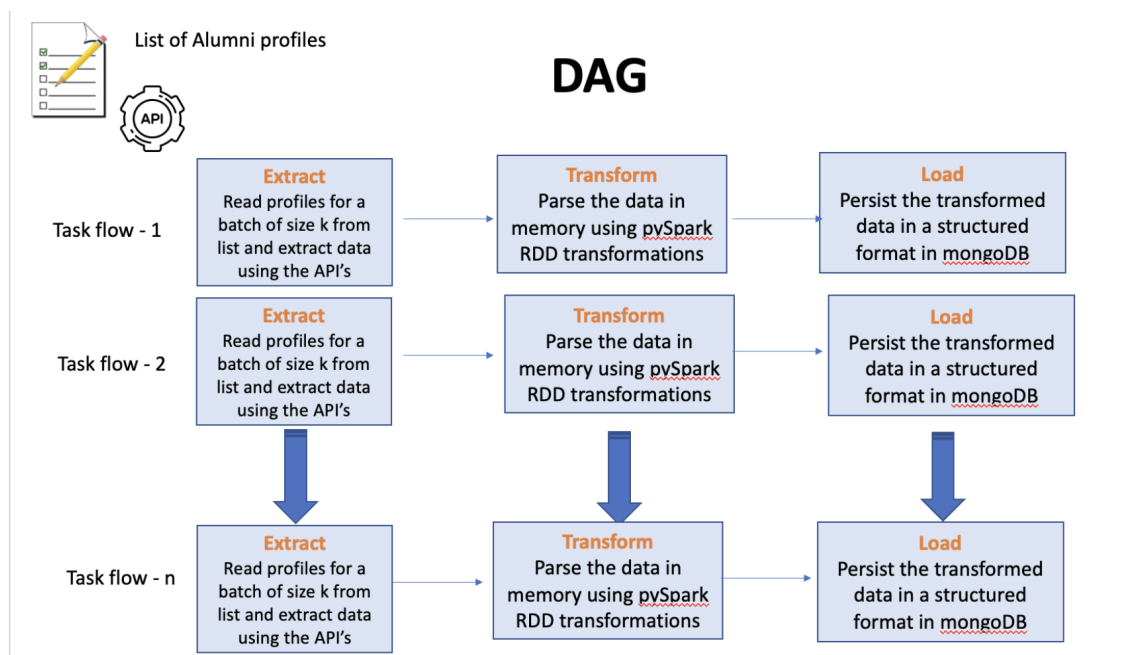 List of Alumni profiles
DAG
API
Task flow - 1
Extract
Read profiles for a
batch of size k from
list and extract data
using the API’s
Transform
Parse the data in
memory using pySpark
RDD transformations
Load
Persist the transformed
data in a structured
format in mongoDB
Task flow - 2
Extract
Read profiles for a
batch of size k from
list and extract data
using the API’s
Transform
Parse the data in
memory using pySpark
RDD transformations
Load
Persist the transformed
data in a structured
format in mongoDB
Task flow - n
Extract
Read profiles for a
batch of size k from
list and extract data
using the API’s
Transform
Parse the data in
memory using pySpark
RDD transformations
Load
Persist the transformed
data in a structured
format in mongoDB